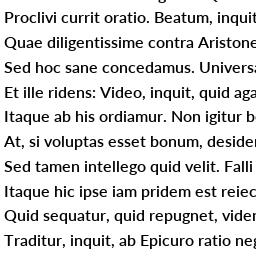 Proclivi currit oratio. Beatum, inquit
Quae diligentissime contra Aristone
Sed hoc sane concedamus. Universa
Et ille ridens: Video, inquit, quid aga
Itaque ab his ordiamur. Non igitur b
At, si voluptas esset bonum, desider
Sed tamen intellego quid velit. Falli
Itaque hic ipse iam pridem est reiec
Quid sequatur, quid repugnet, vider
Traditur, inquit, ab Epicuro ratio neg